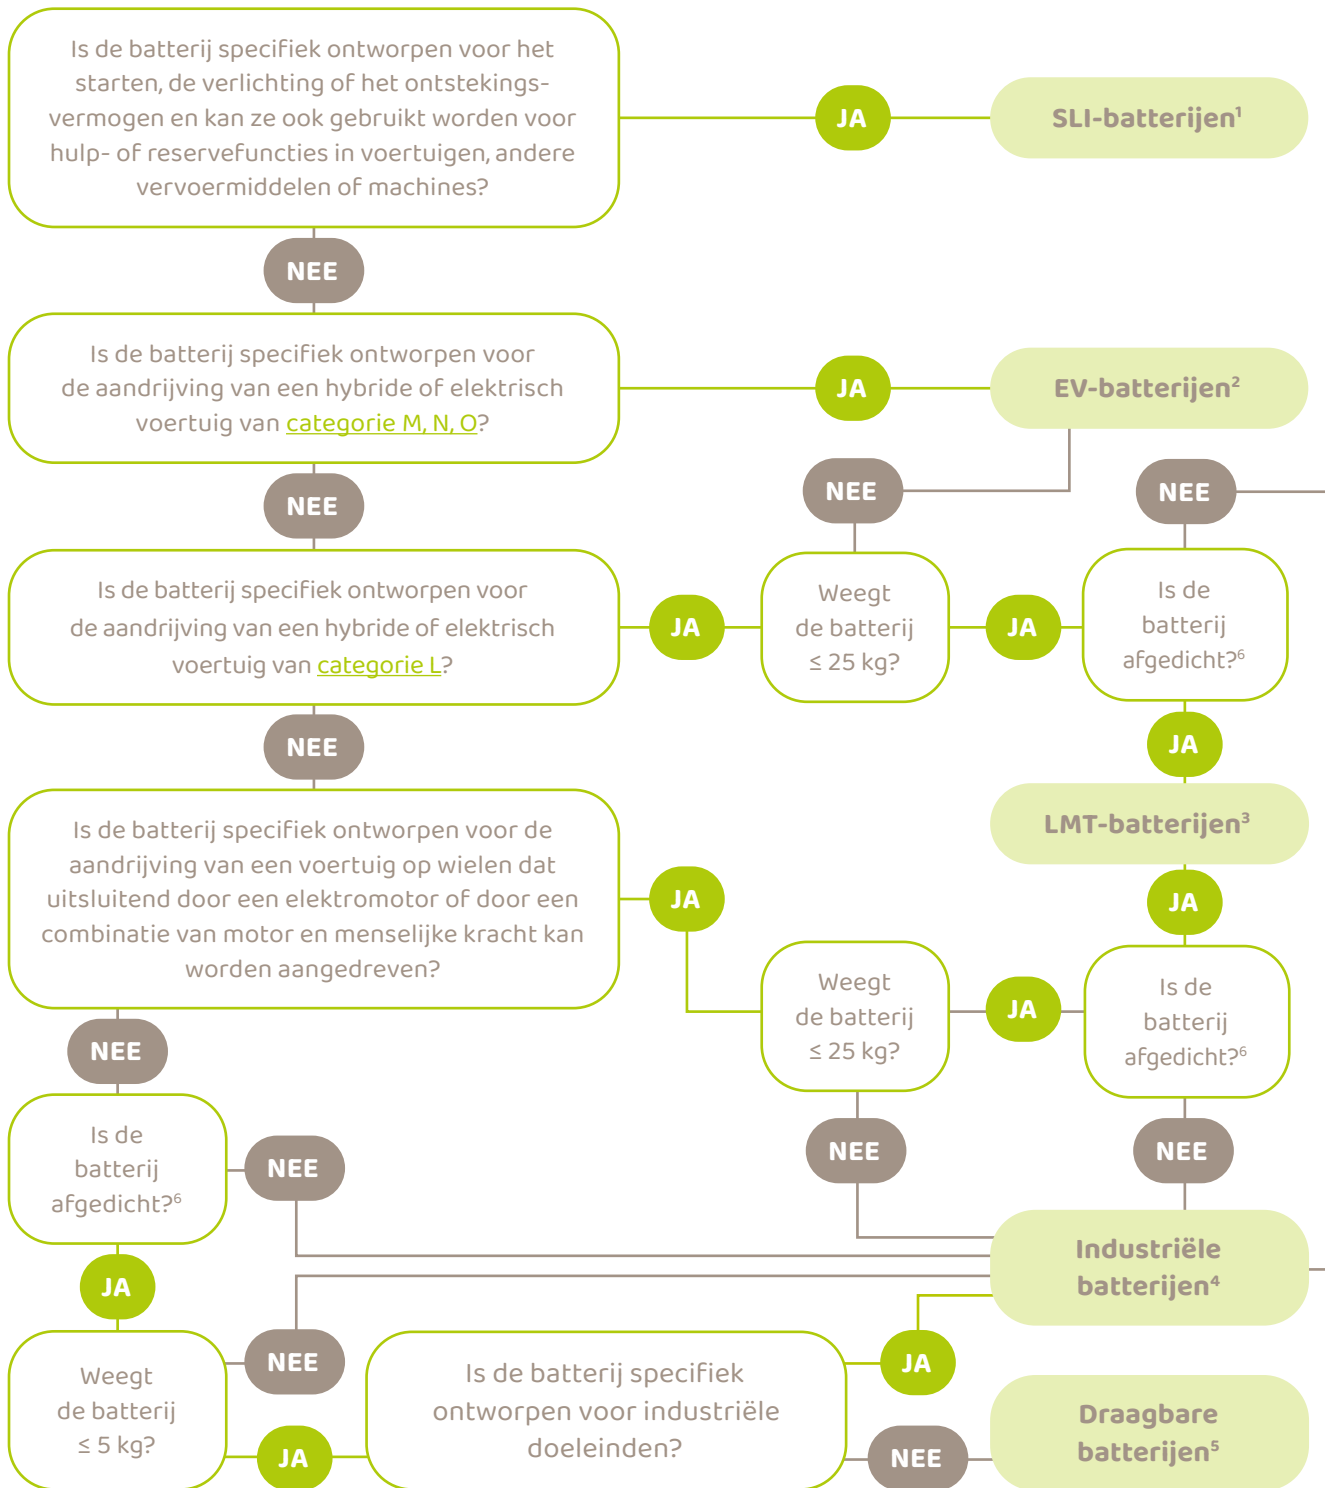 Is de batterij specifiek ontworpen voor het
starten, de verlichting of het ontstekings-
vermogen en kan ze ook gebruikt worden voor
hulp- of reservefuncties in voertuigen, andere
vervoermiddelen of machines?
JA
SLI-batterijen¹
NEE
Is de batterij specifiek ontworpen voor
de aandrijving van een hybride of elektrisch
voertuig van categorie M, N, O?
JA
EV-batterijen²
NEE
NEE
NEE
Is de batterij specifiek ontworpen voor
de aandrijving van een hybride of elektrisch
voertuig van categorie L?
JA
Weegt
de batterij
≤ 25 kg?
JA
Is de
batterij
afgedicht?⁶
NEE
JA
LMT-batterijen³
Is de batterij specifiek ontworpen voor de
aandrijving van een voertuig op wielen dat
uitsluitend door een elektromotor of door een
combinatie van motor en menselijke kracht kan
worden aangedreven?
JA
JA
Weegt
de batterij
≤ 25 kg?
JA
Is de
batterij
afgedicht?⁶
NEE
NEE
NEE
Is de
batterij
afgedicht?⁶
NEE
Industriële
batterijen⁴
JA
Weegt
de batterij
≤ 5 kg?
NEE
JA
Is de batterij specifiek
ontworpen voor industriële
doeleinden?
JA
NEE
Draagbare
batterijen⁵